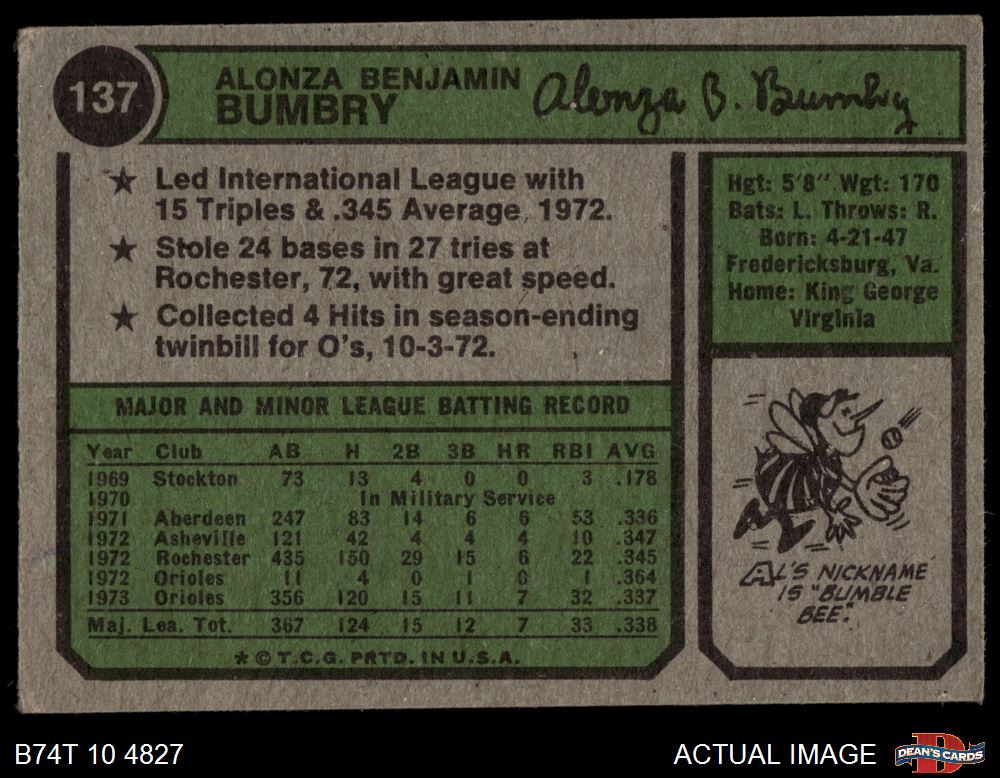 137
ALONZA BENJAMIN
BUMBRY
Alonza B. Bumbry
★ Led International League with
15 Triples & .345 Average, 1972.
★ Stole 24 bases in 27 tries at
Rochester, 72, with great speed.
★ Collected 4 Hits in season-ending
twinbill for O's, 10-3-72.
Hgt: 5'8" Wgt: 170
Bats: L. Throws: R.
Born: 4-21-47
Fredericksburg, Va.
Home: King George
Virginia
MAJOR AND MINOR LEAGUE BATTING RECORD
Year Club AB H 2B 3B HR RBI AVG
1969 Stockton 73 13 4 0 0 3 .178
1970 In Military Service
1971 Aberdeen 247 83 14 6 6 53 .336
1972 Asheville 121 42 4 4 4 10 .347
1972 Rochester 435 150 29 15 6 22 .345
1972 Orioles 11 4 0 1 0 1 .364
1973 Orioles 356 120 15 11 7 32 .337
Maj. Lea. Tot. 367 124 15 12 7 33 .338
* © T.C.G. PRTD. IN U.S.A.
AL'S NICKNAME
IS "BUMBLE
BEE".
B74T 10 4827
ACTUAL IMAGE
D
DEAN'S CARDS